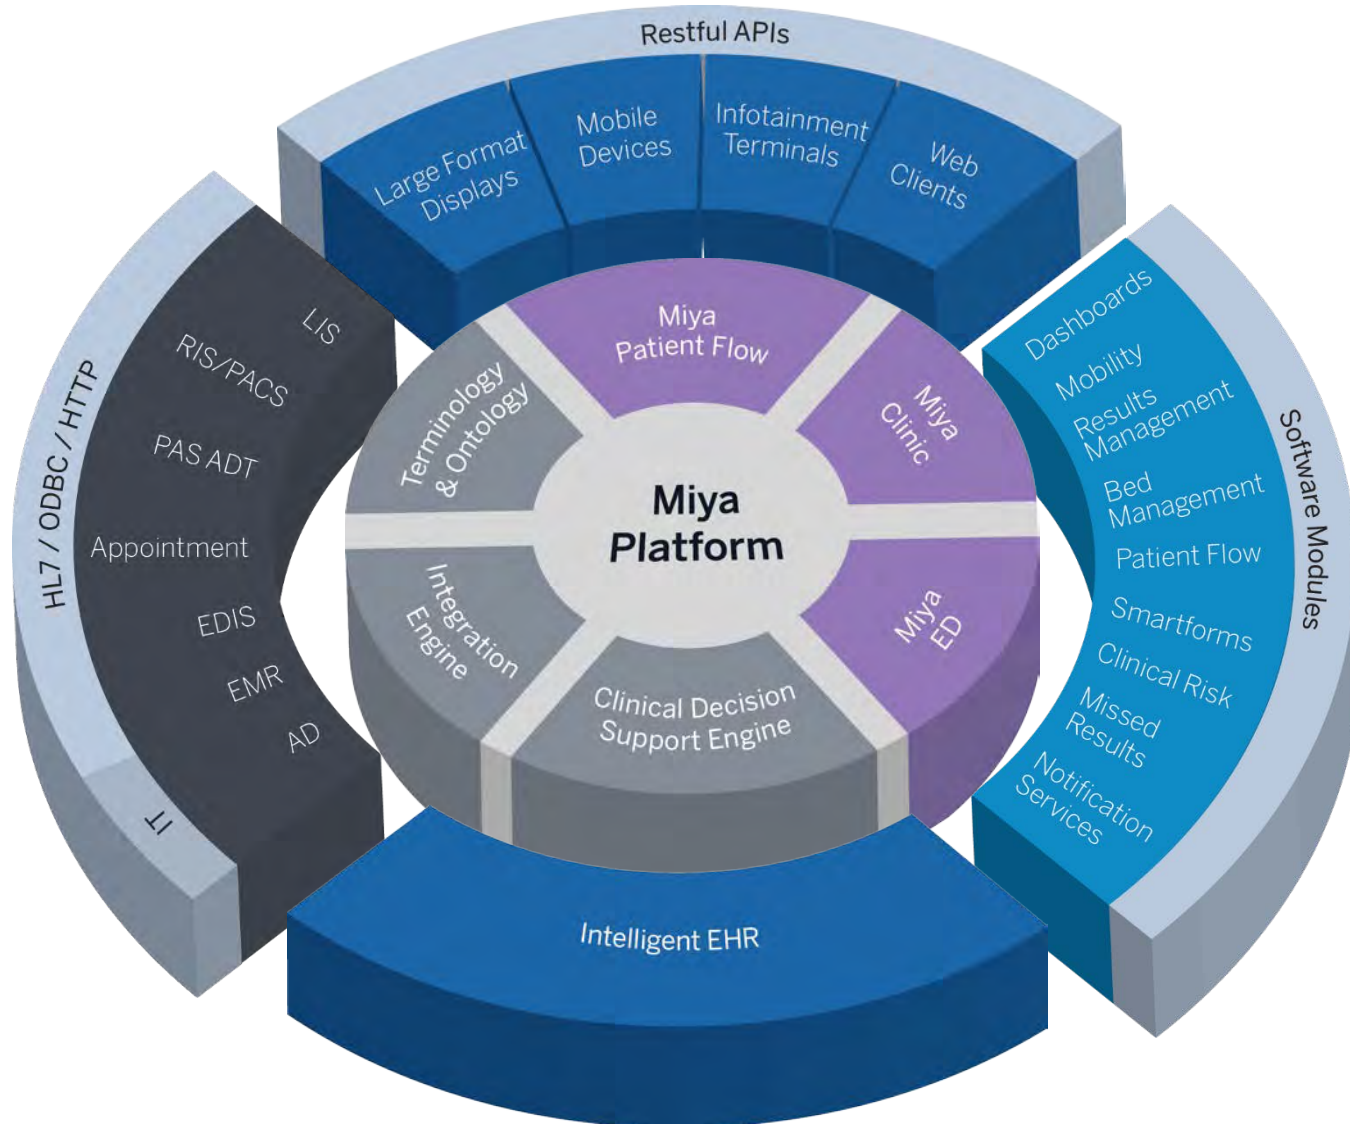 Restful APIs
Large Format
Displays
Mobile
Devices
Infotainment
Terminals
Web
Clients
HL7 / ODBC / HTTP
IT
LIS
RIS/PACS
PAS ADT
Appointment
EDIS
EMR
AD
Miya
Patient Flow
Miya
Clinic
Miya
ED
Clinical Decision
Support Engine
Integration
Engine
Terminology
& Ontology
Miya
Platform
Dashboards
Mobility
Results
Management
Bed
Management
Patient Flow
Smartforms
Clinical Risk
Missed
Results
Notification
Services
Software Modules
Intelligent EHR